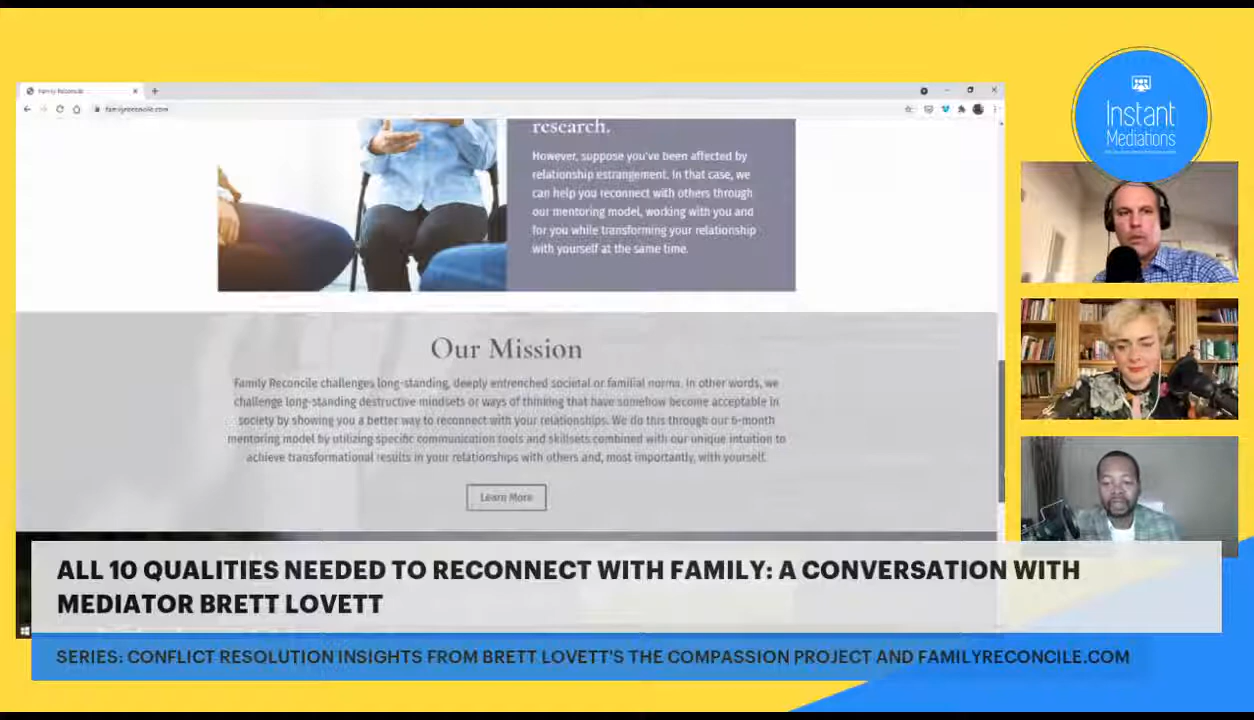 Family Reconcile
familyreconcile.com
Instant
Mediations
research.
However, suppose you've been affected by
relationship estrangement. In that case, we
can help you reconnect with others through
our mentoring model, working with you and
for you while transforming your relationship
with yourself at the same time.
Our Mission
Family Reconcile challenges long-standing, deeply entrenched societal or familial norms. In other words, we
challenge long-standing destructive mindsets or ways of thinking that have somehow become acceptable in
society by showing you a better way to reconnect with your relationships. We do this through our 6-month
mentoring model by utilizing specific communication tools and skillsets combined with our unique intuition to
achieve transformational results in your relationships with others and, most importantly, with yourself.
Learn More
ALL 10 QUALITIES NEEDED TO RECONNECT WITH FAMILY: A CONVERSATION WITH
MEDIATOR BRETT LOVETT
SERIES: CONFLICT RESOLUTION INSIGHTS FROM BRETT LOVETT'S THE COMPASSION PROJECT AND FAMILYRECONCILE.COM